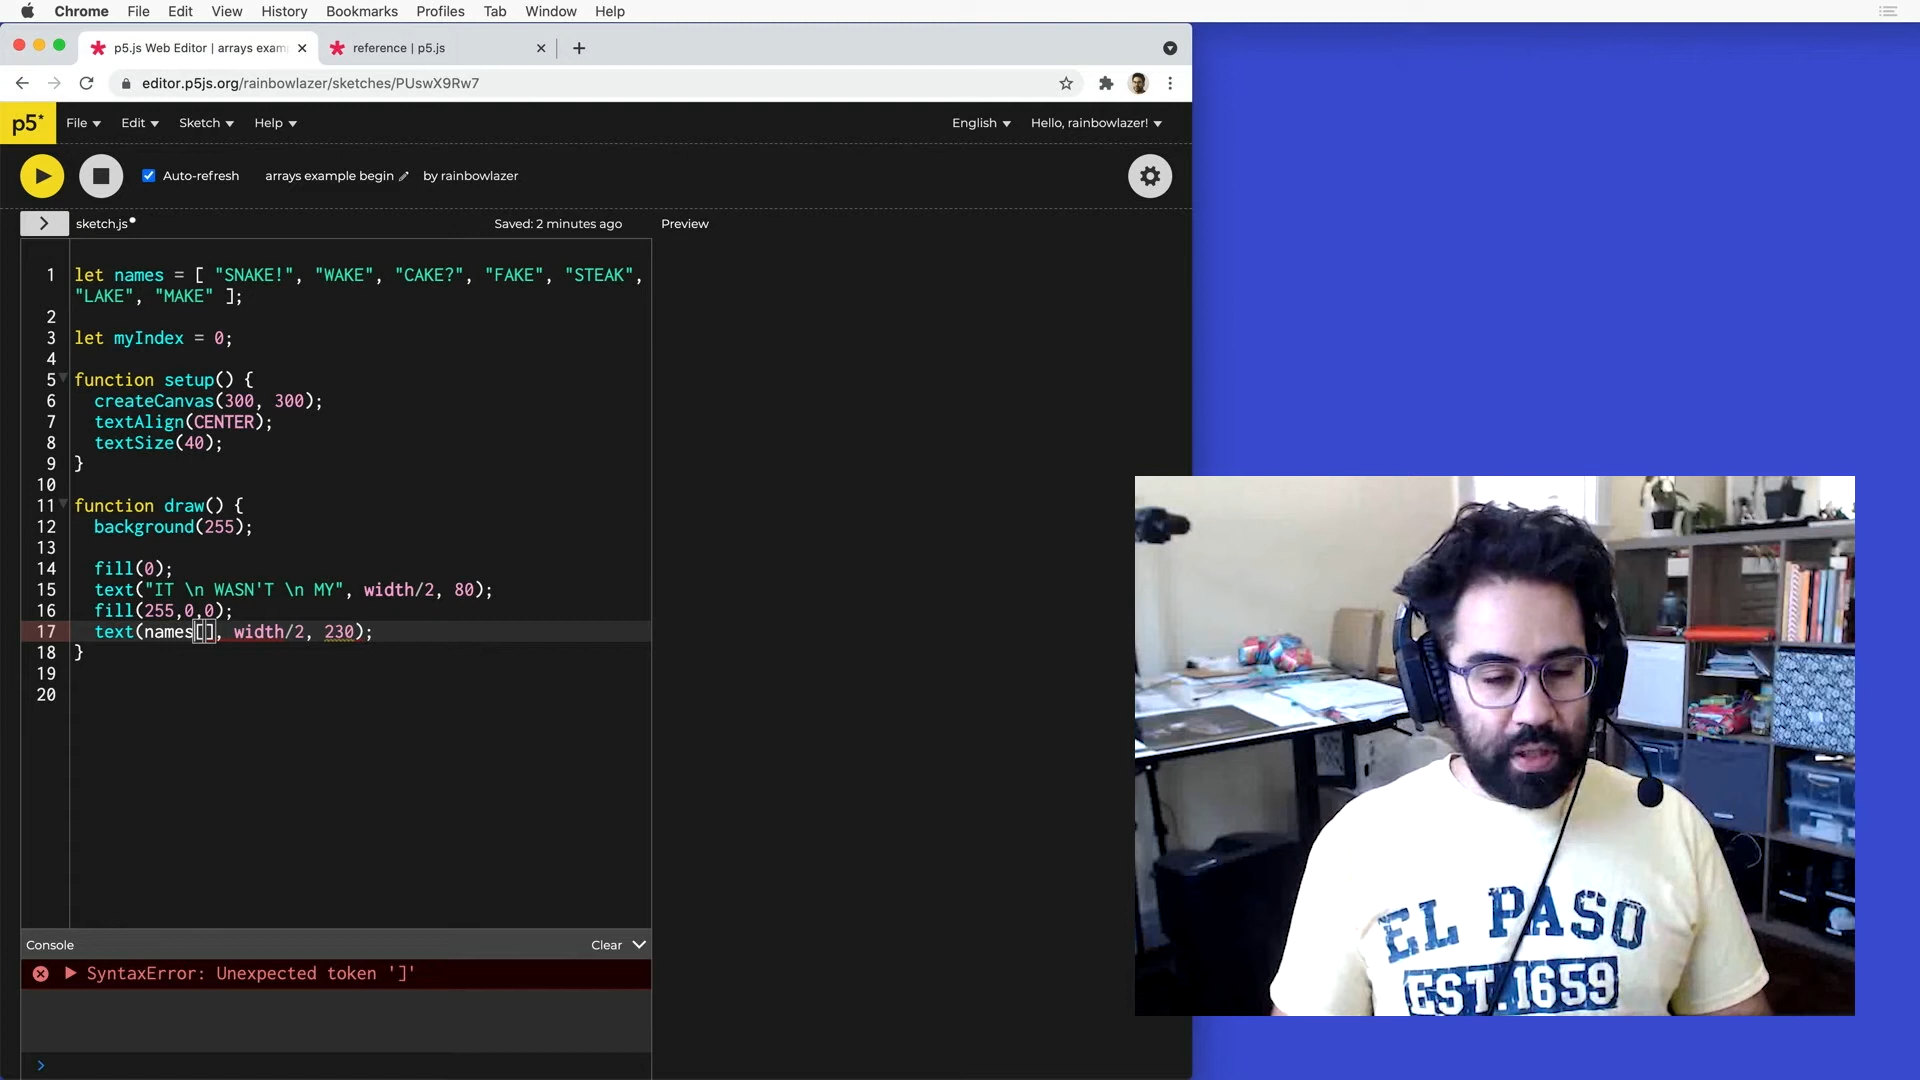 Chrome File Edit View History Bookmarks Profiles Tab Window Help
p5.js Web Editor | arrays exam
reference | p5.js
editor.p5js.org/rainbowlazer/sketches/PUswX9Rw7
p5* File Edit Sketch Help English Hello, rainbowlazer!
Auto-refresh arrays example begin by rainbowlazer
sketch.js Saved: 2 minutes ago Preview
1 let names = [ "SNAKE!", "WAKE", "CAKE?", "FAKE", "STEAK",
"LAKE", "MAKE" ];
2
3 let myIndex = 0;
4
5 function setup() {
6 createCanvas(300, 300);
7 textAlign(CENTER);
8 textSize(40);
9 }
10
11 function draw() {
12 background(255);
13
14 fill(0);
15 text("IT \n WASN'T \n MY", width/2, 80);
16 fill(255,0,0);
17 text(names[], width/2, 230);
18 }
19
20
Console Clear
SyntaxError: Unexpected token ']'
>
EL PASO
EST.1659